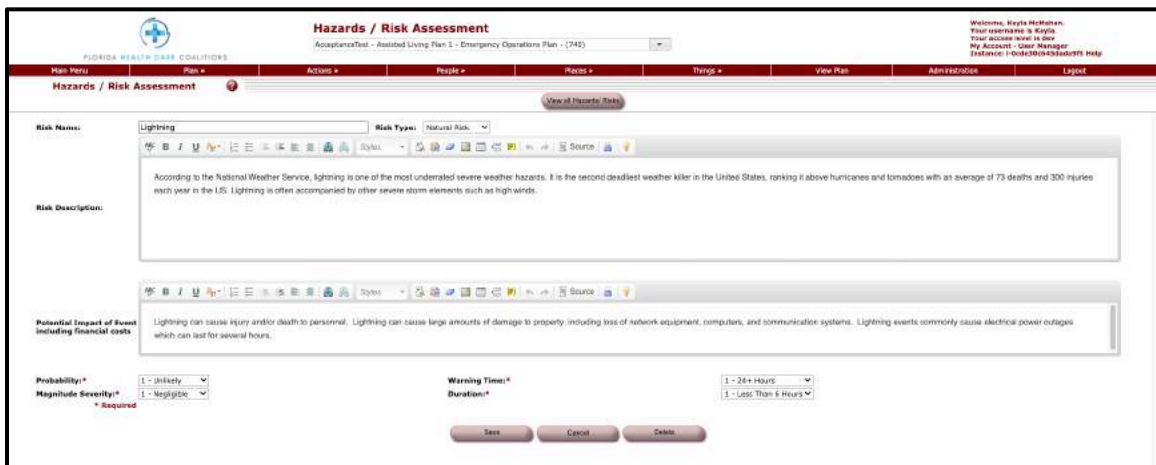 Hazards / Risk Assessment
AcceptanceTest - Assisted Living Plan 1 - Emergency Operations Plan - (740)
FLORIDA HEALTH CARE COALITIONS
Welcome, Kayla McMahan.
Your username is Kayla.
Your access level is dev
My Account - User Manager
Help
Main Menu
Plan »
Actions »
People »
Places »
Things »
View Plan
Administration
Logout
Hazards / Risk Assessment
View all Hazards/ Risks
Risk Name:
Lightning
Risk Type:
Natural Risk
Styles
Source
According to the National Weather Service, lightning is one of the most underrated severe weather hazards. It is the second deadliest weather killer in the United States, ranking it above hurricanes and tornadoes with an average of 73 deaths and 300 injuries
each year in the US. Lightning is often accompanied by other severe storm elements such as high winds.
Risk Description:
Styles
Source
Potential Impact of Event
including financial costs
Lightning can cause injury and/or death to personnel. Lightning can cause large amounts of damage to property, including loss of network equipment, computers, and communication systems. Lightning events commonly cause electrical power outages
which can last for several hours.
Probability:*
1 - Unlikely
Warning Time:*
1 - 24+ Hours
Magnitude Severity:*
1 - Negligible
Duration:*
1 - Less Than 6 Hours
* Required
Save
Cancel
Delete